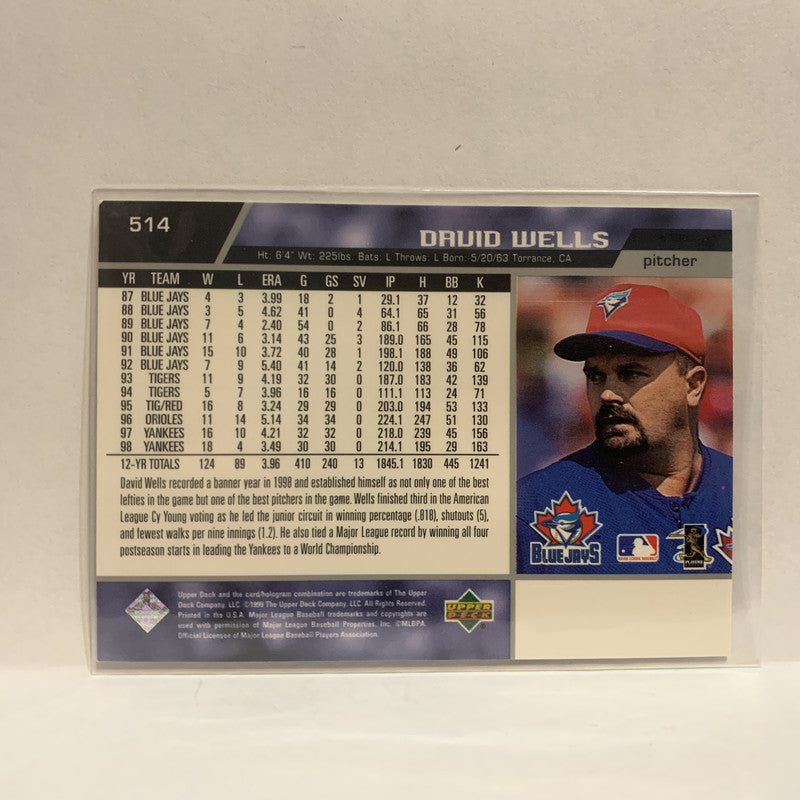 514
DAVID WELLS
Ht: 6'4" Wt: 225lbs. Bats: L Throws: L Born: 5/20/63 Torrance, CA
pitcher
YR TEAM W L ERA G GS SV IP H BB K
87 BLUE JAYS 4 3 3.99 18 2 1 29.1 37 12 32
88 BLUE JAYS 3 5 4.62 41 0 4 64.1 65 31 56
89 BLUE JAYS 7 4 2.40 54 0 2 86.1 66 28 78
90 BLUE JAYS 11 6 3.14 43 25 3 189.0 165 45 115
91 BLUE JAYS 15 10 3.72 40 28 1 198.1 188 49 106
92 BLUE JAYS 7 9 5.40 41 14 2 120.0 138 36 62
93 TIGERS 11 9 4.19 32 30 0 187.0 183 42 139
94 TIGERS 5 7 3.96 16 16 0 111.1 113 24 71
95 TIG/RED 16 8 3.24 29 29 0 203.0 194 53 133
96 ORIOLES 11 14 5.14 34 34 0 224.1 247 51 130
97 YANKEES 16 10 4.21 32 32 0 218.0 239 45 156
98 YANKEES 18 4 3.49 30 30 0 214.1 195 29 163
12-YR TOTALS 124 89 3.96 410 240 13 1845.1 1830 445 1241
David Wells recorded a banner year in 1998 and established himself as not only one of the best
lefties in the game but one of the best pitchers in the game. Wells finished third in the American
League Cy Young voting as he led the junior circuit in winning percentage (.818), shutouts (5),
and fewest walks per nine innings (1.2). He also tied a Major League record by winning all four
postseason starts in leading the Yankees to a World Championship.
BLUE JAYS
MAJOR LEAGUE BASEBALL
PLAYERS
Upper Deck and the card/hologram combination are trademarks of The Upper
Deck Company, LLC. ©1999 The Upper Deck Company, LLC. All Rights Reserved.
Printed in the U.S.A. Major League Baseball trademarks and copyrights are
used with permission of Major League Baseball Properties, Inc. ©MLBPA.
Official Licensee of Major League Baseball Players Association.
UPPER
DECK